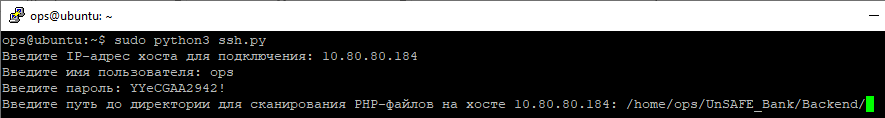 ops@ubuntu: ~
ops@ubuntu:~$ sudo python3 ssh.py
Введите IP-адрес хоста для подключения: 10.80.80.184
Введите имя пользователя: ops
Введите пароль: YYeCGAA2942!
Введите путь до директории для сканирования PHP-файлов на хосте 10.80.80.184: /home/ops/UnSAFE_Bank/Backend/